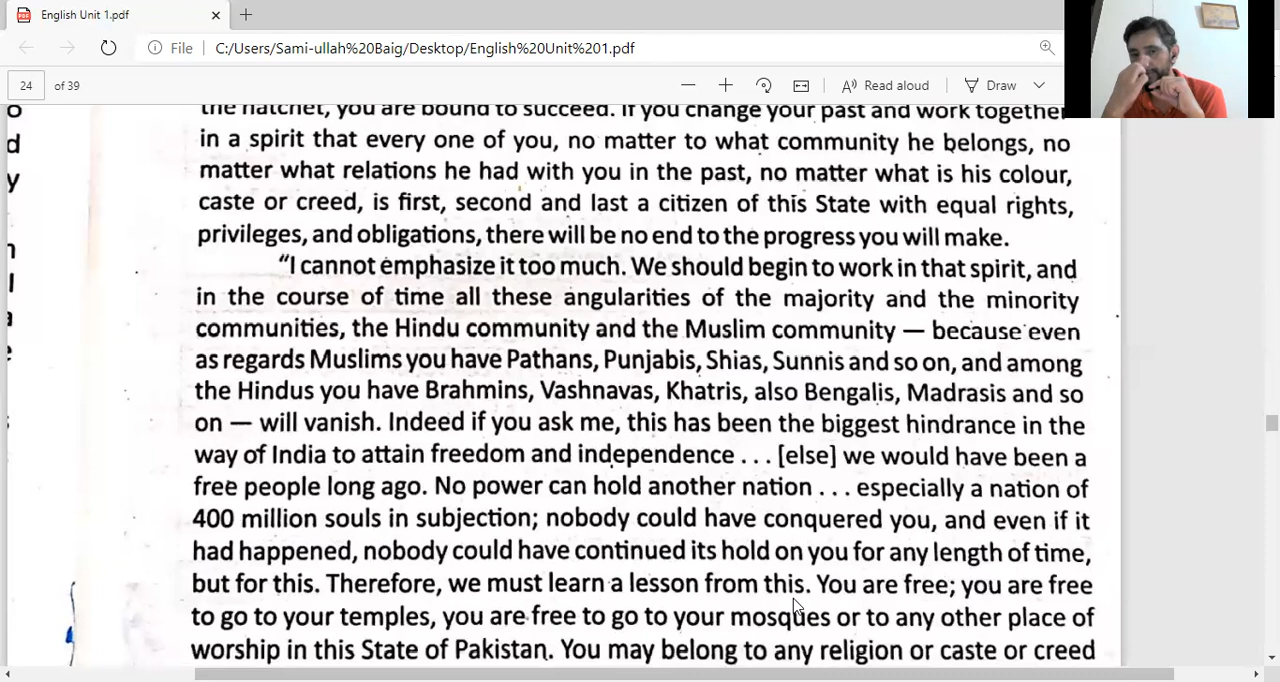 English Unit 1.pdf
File C:/Users/Sami-ullah%20Baig/Desktop/English%20Unit%201.pdf
24 of 39 Read aloud Draw
the hatchet, you are bound to succeed. If you change your past and work together
in a spirit that every one of you, no matter to what community he belongs, no
matter what relations he had with you in the past, no matter what is his colour,
caste or creed, is first, second and last a citizen of this State with equal rights,
privileges, and obligations, there will be no end to the progress you will make.
“I cannot emphasize it too much. We should begin to work in that spirit, and
in the course of time all these angularities of the majority and the minority
communities, the Hindu community and the Muslim community — because even
as regards Muslims you have Pathans, Punjabis, Shias, Sunnis and so on, and among
the Hindus you have Brahmins, Vashnavas, Khatris, also Bengalis, Madrasis and so
on — will vanish. Indeed if you ask me, this has been the biggest hindrance in the
way of India to attain freedom and independence . . . [else] we would have been a
free people long ago. No power can hold another nation . . . especially a nation of
400 million souls in subjection; nobody could have conquered you, and even if it
had happened, nobody could have continued its hold on you for any length of time,
but for this. Therefore, we must learn a lesson from this. You are free; you are free
to go to your temples, you are free to go to your mosques or to any other place of
worship in this State of Pakistan. You may belong to any religion or caste or creed